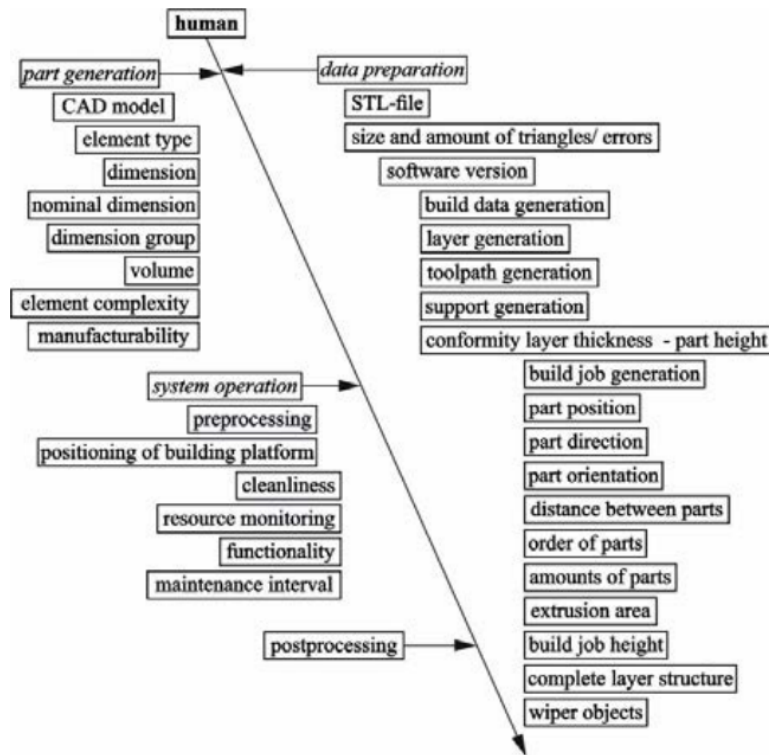 human
part generation
data preparation
CAD model
STL-file
element type
size and amount of triangles/ errors
dimension
software version
nominal dimension
build data generation
dimension group
layer generation
volume
toolpath generation
element complexity
support generation
manufacturability
conformity layer thickness - part height
system operation
build job generation
preprocessing
part position
positioning of building platform
part direction
cleanliness
part orientation
resource monitoring
distance between parts
functionality
order of parts
maintenance interval
amounts of parts
extrusion area
postprocessing
build job height
complete layer structure
wiper objects